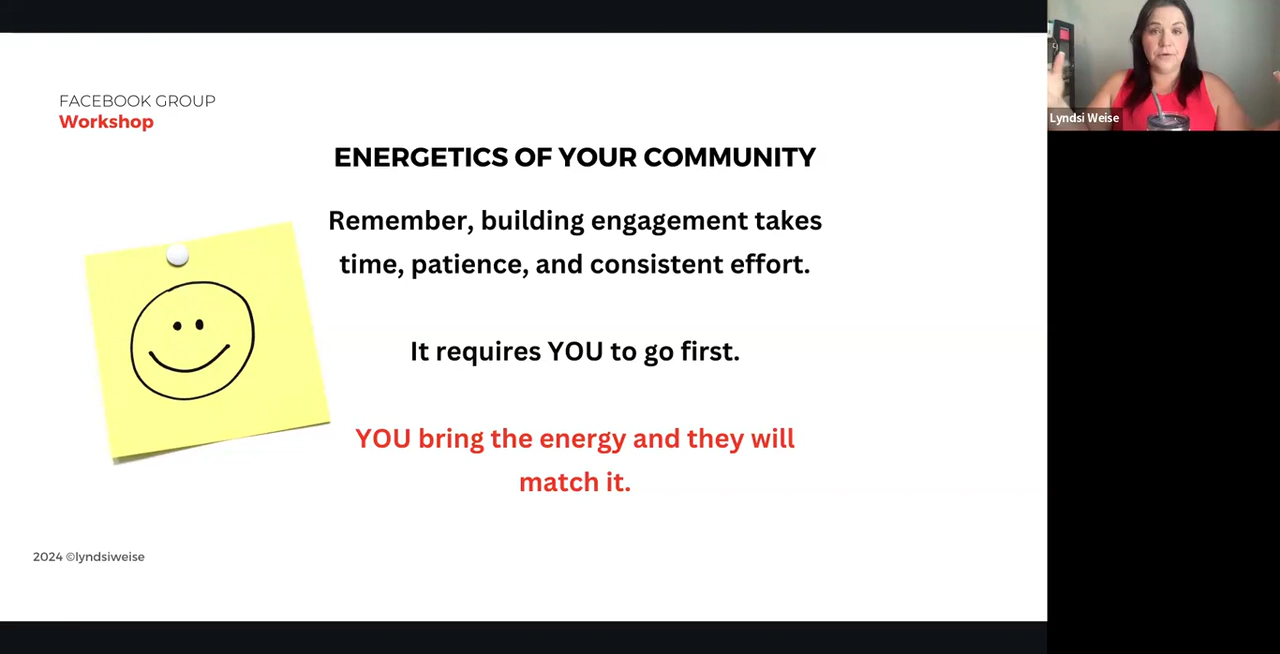 FACEBOOK GROUP
Workshop
ENERGETICS OF YOUR COMMUNITY
Remember, building engagement takes
time, patience, and consistent effort.
It requires YOU to go first.
YOU bring the energy and they will
match it.
2024 ©lyndsiweise
Lyndsi Weise